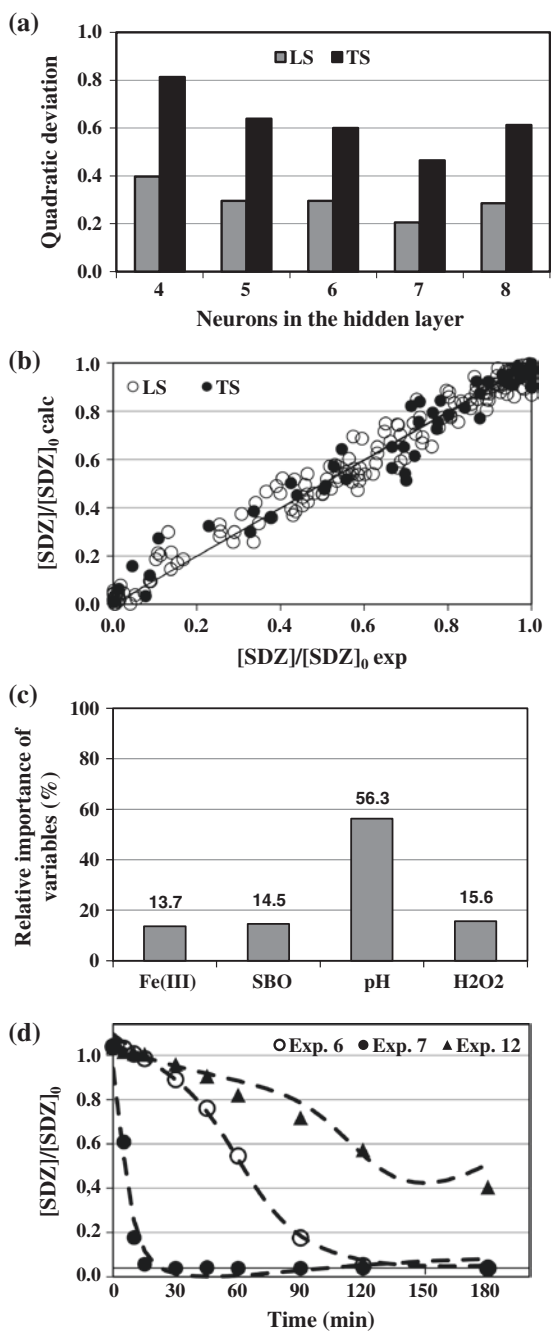 (a)
1.0
0.8
0.6
0.4
0.2
0.0
Quadratic deviation
LS TS
4 5 6 7 8
Neurons in the hidden layer
(b)
1.0
0.8
0.6
0.4
0.2
0.0
[SDZ]/[SDZ]₀ calc
LS TS
0.0 0.2 0.4 0.6 0.8 1.0
[SDZ]/[SDZ]₀ exp
(c)
100
80
60
40
20
0
Relative importance of
variables (%)
13.7 14.5 56.3 15.6
Fe(III) SBO pH H2O2
(d)
1.0
0.8
0.6
0.4
0.2
0.0
[SDZ]/[SDZ]₀
Exp. 6 Exp. 7 Exp. 12
0 30 60 90 120 150 180
Time (min)